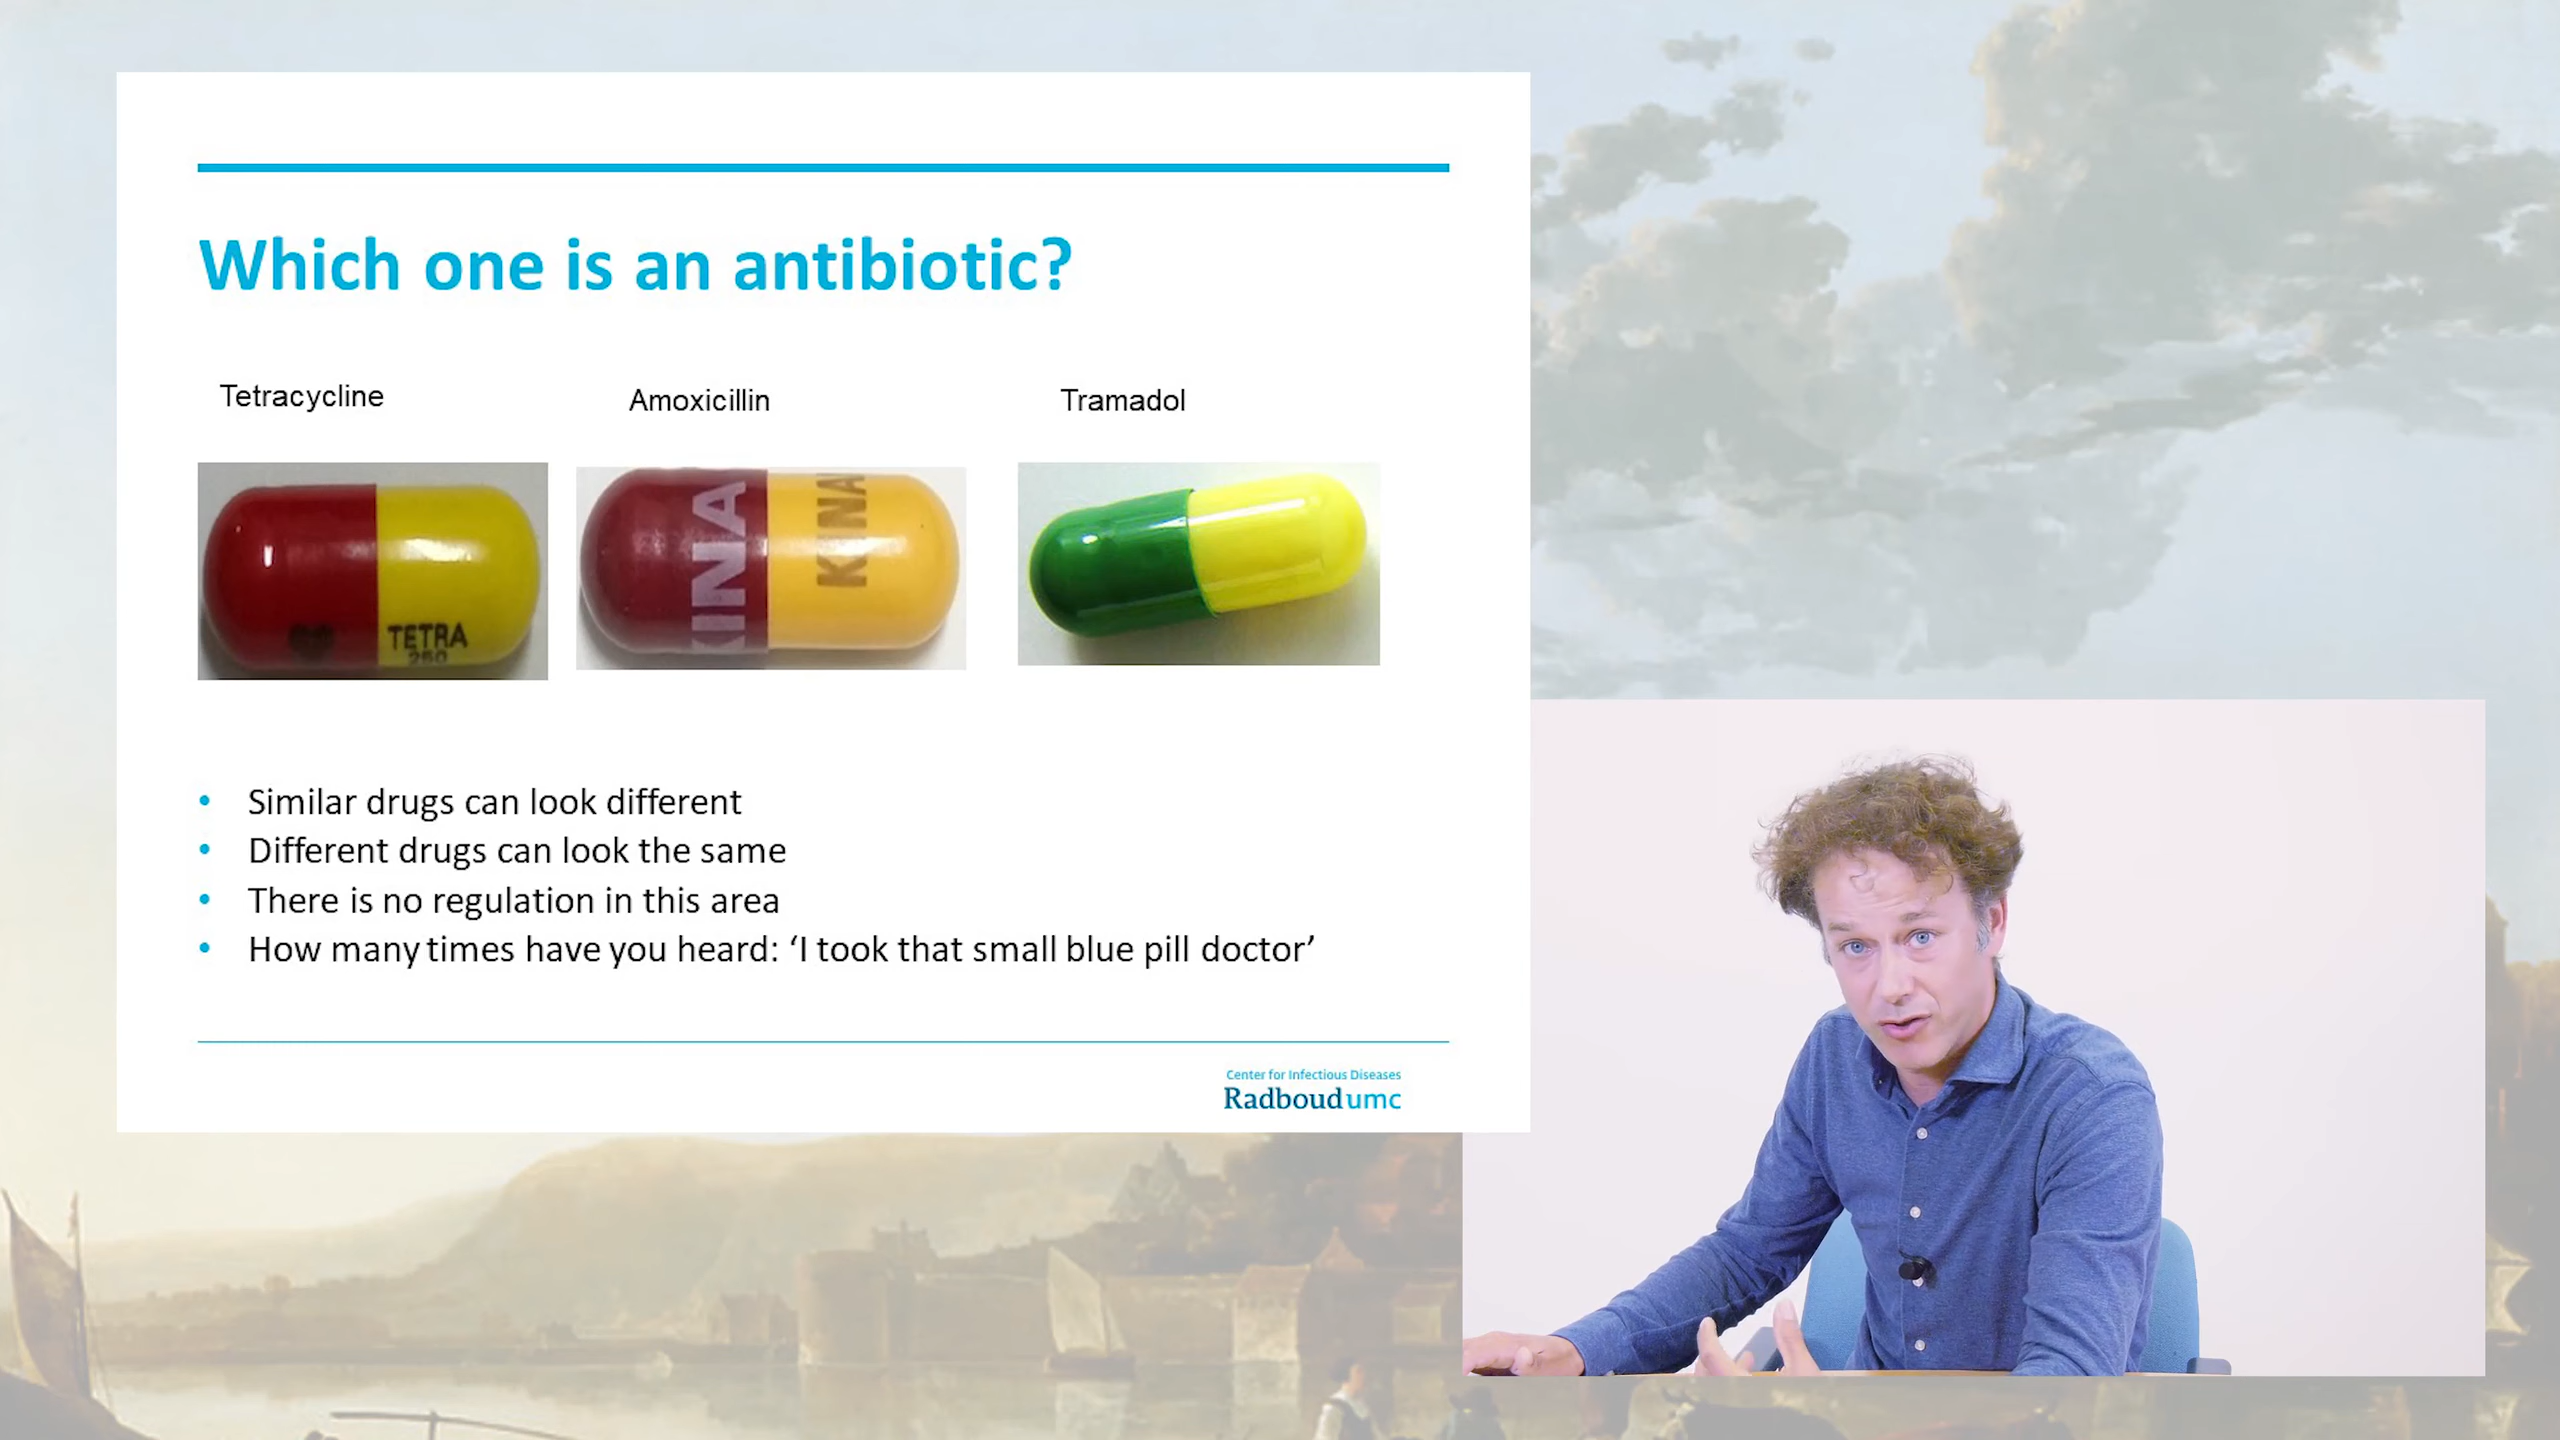 Which one is an antibiotic?
Tetracycline
Amoxicillin
Tramadol
TETRA
250
KINA
KINA
• Similar drugs can look different
• Different drugs can look the same
• There is no regulation in this area
• How many times have you heard: ‘I took that small blue pill doctor’
Center for Infectious Diseases
Radboudumc